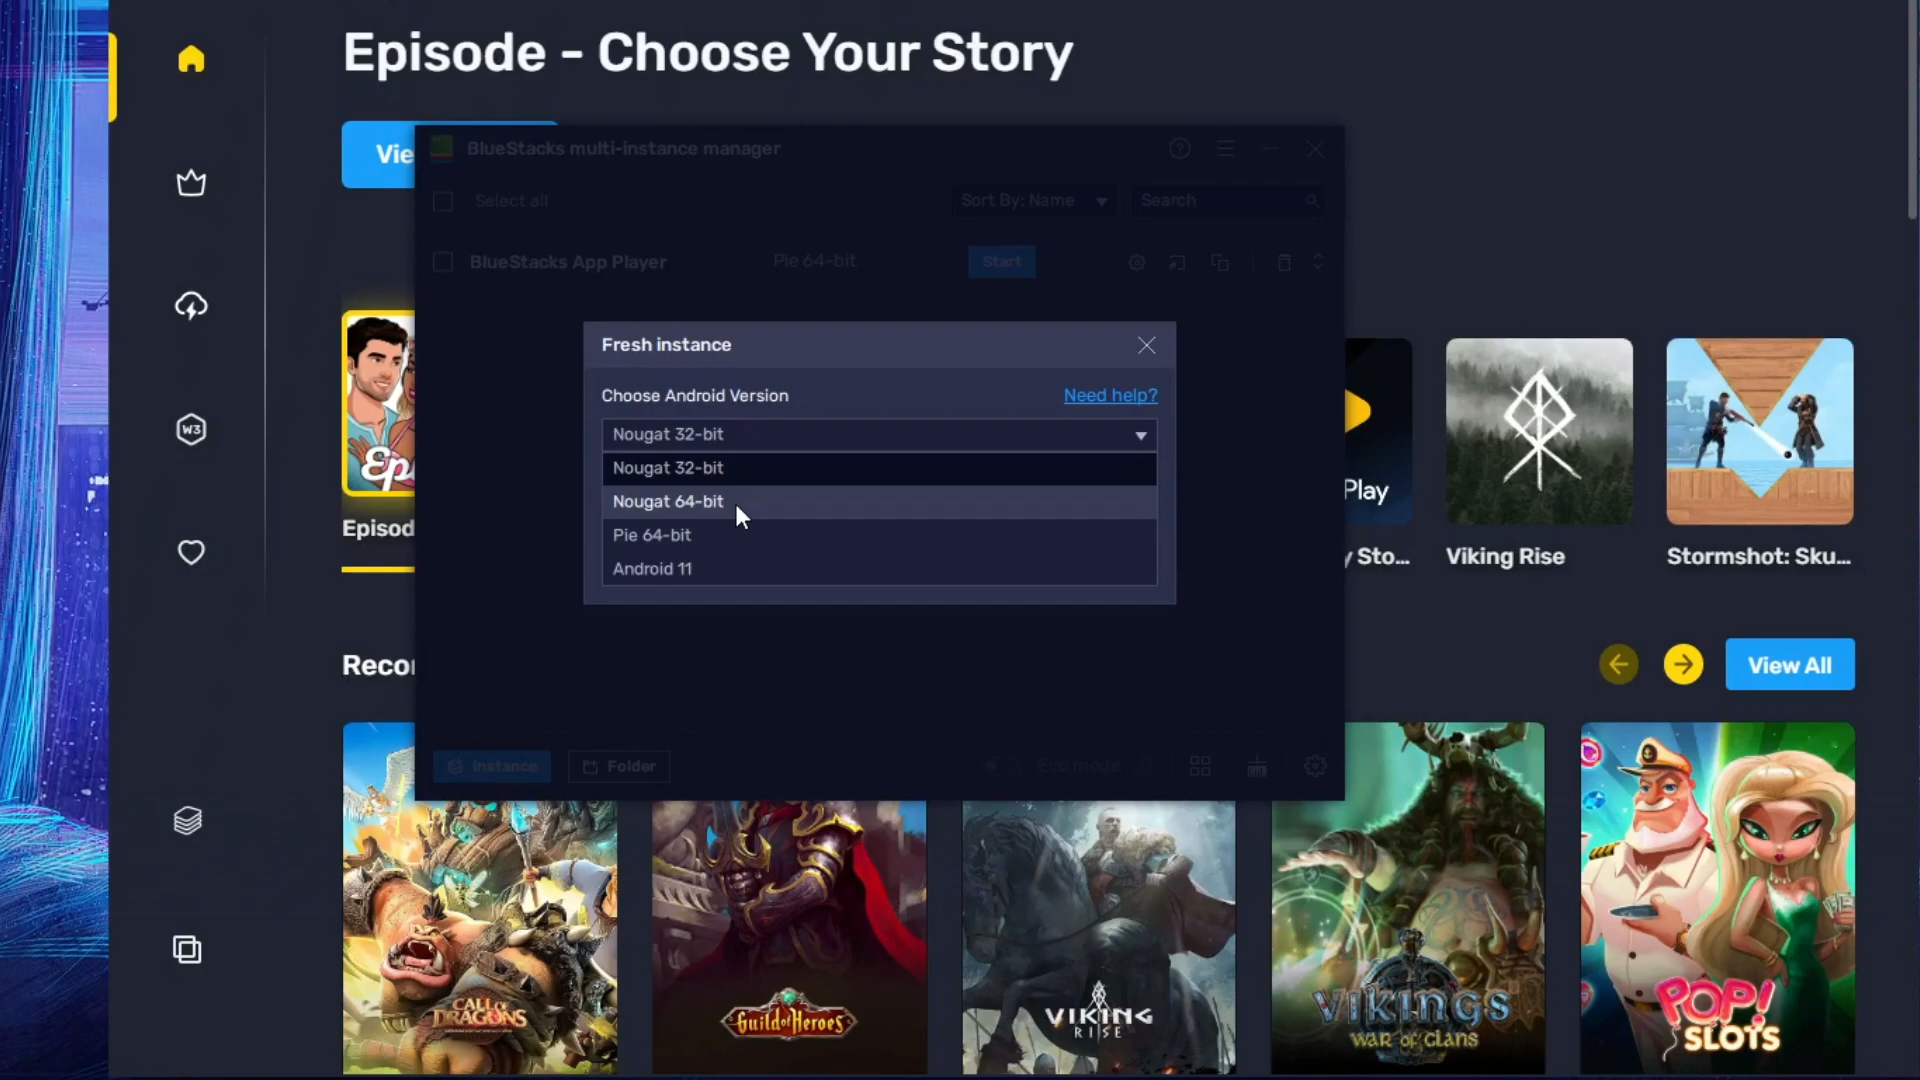 Episode - Choose Your Story
Vie
BlueStacks multi-instance manager
Select all
Sort By: Name
Search
BlueStacks App Player
Pie 64-bit
Start
Fresh instance
Choose Android Version
Need help?
Nougat 32-bit
Nougat 32-bit
Nougat 64-bit
Pie 64-bit
Android 11
W3
Epi
Play
Episod
y Sto...
Viking Rise
Stormshot: Sku...
Recor
View All
Instance
Folder
Eco mode
CALL OF
DRAGONS
Guild of Heroes
VIKING
RISE
VIKINGS
WAR OF CLANS
POP!
SLOTS